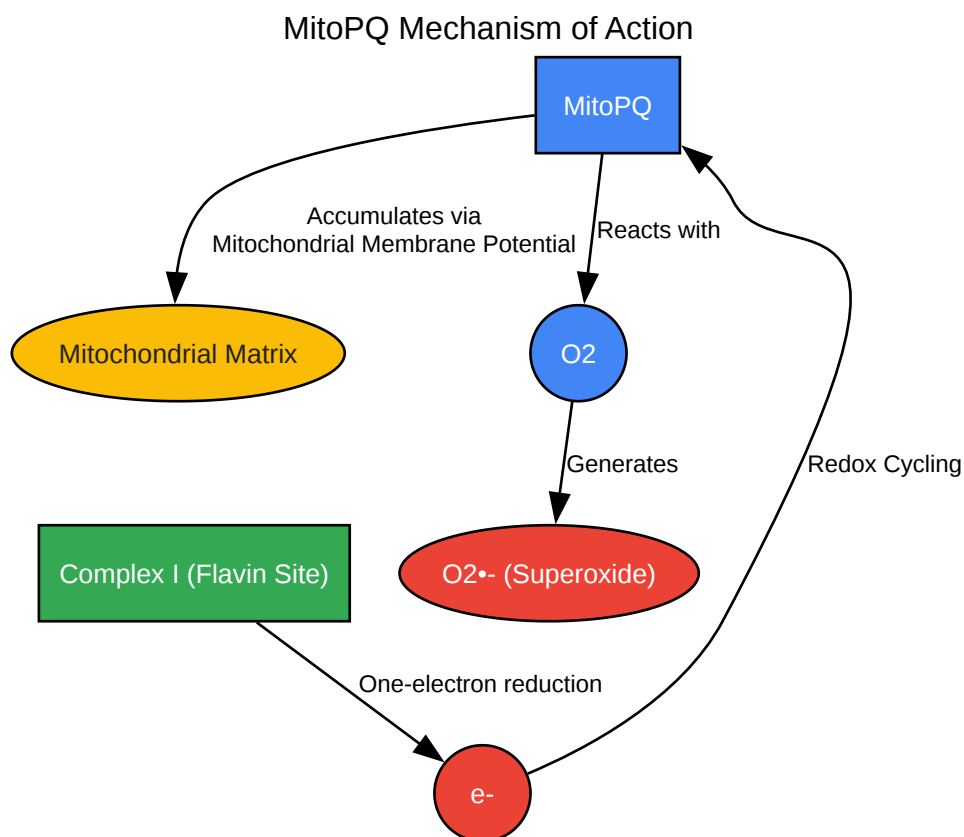 MitoPQ Mechanism of Action
MitoPQ
Accumulates via
Mitochondrial Membrane Potential
Reacts with
Mitochondrial Matrix
O2
Generates
Redox Cycling
Complex I (Flavin Site)
O2•- (Superoxide)
One-electron reduction
e-